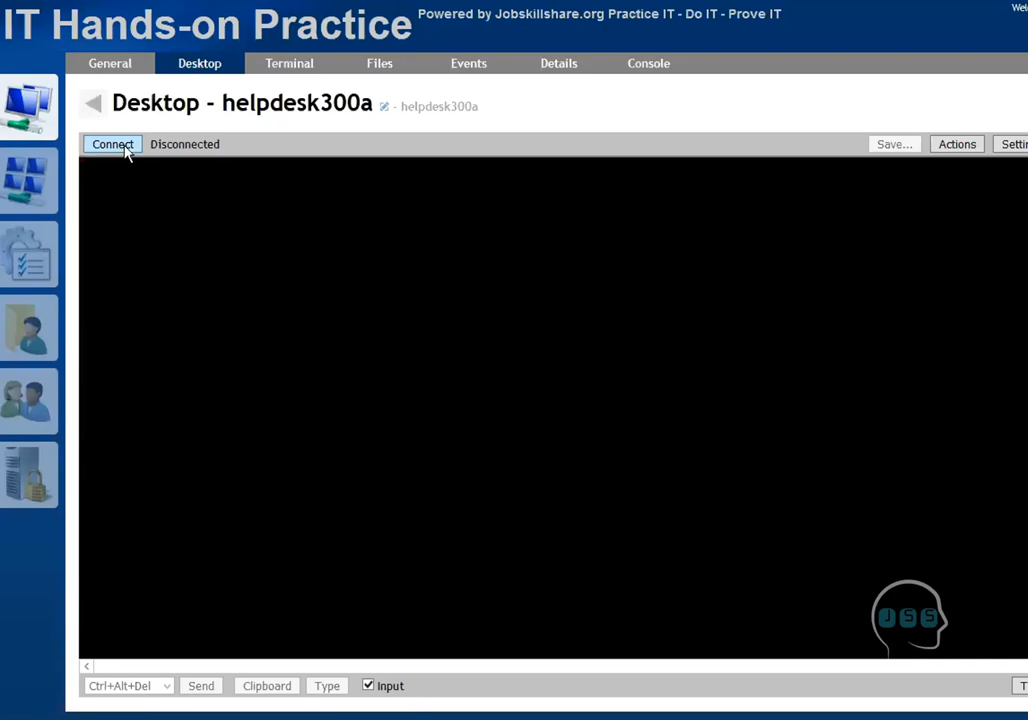 IT Hands-on Practice Powered by Jobskillshare.org Practice IT - Do IT - Prove IT
General Desktop Terminal Files Events Details Console
Desktop - helpdesk300a - helpdesk300a
Connect Disconnected Save... Actions
JSS
Ctrl+Alt+Del Send Clipboard Type Input